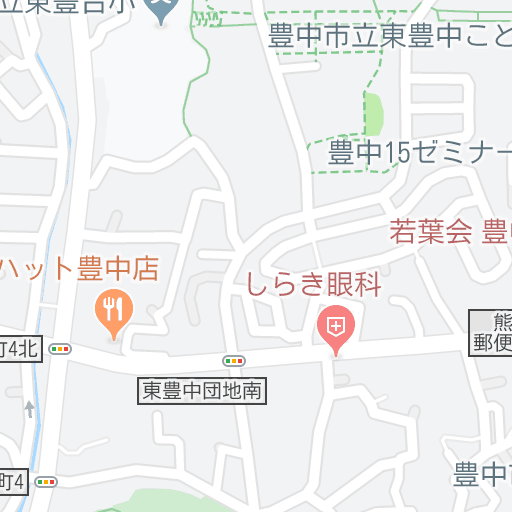 立東豊台小
豊中市立東豊中こど
豊中15ゼミナー
若葉会 豊中
ハット豊中店
しらき眼科
熊
郵便
町4北
東豊中団地南
町4
豊中市